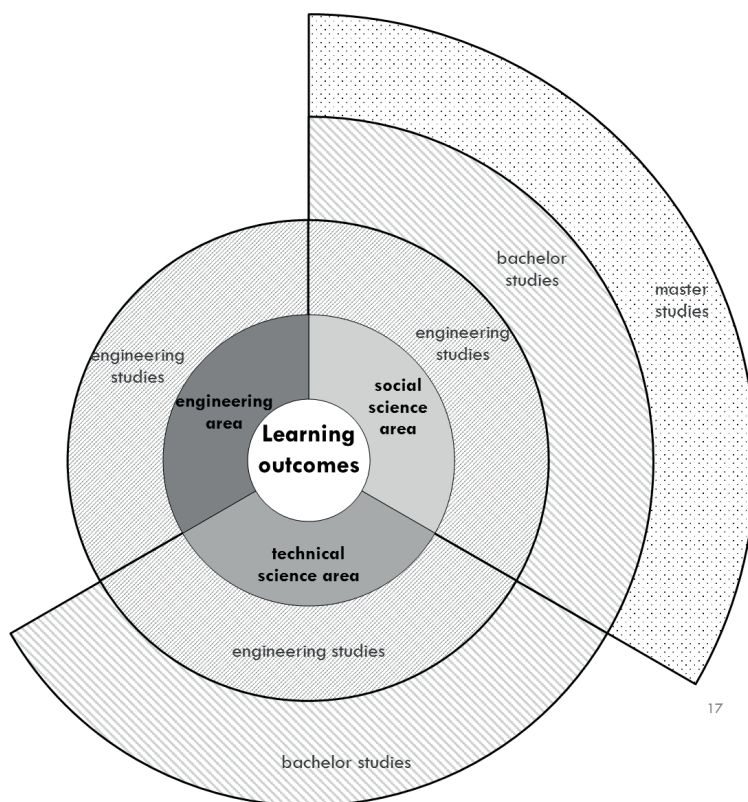 bachelor
studies
master
studies
engineering
studies
engineering
studies
social
science
area
engineering
area
Learning
outcomes
technical
science area
engineering studies
17
bachelor studies